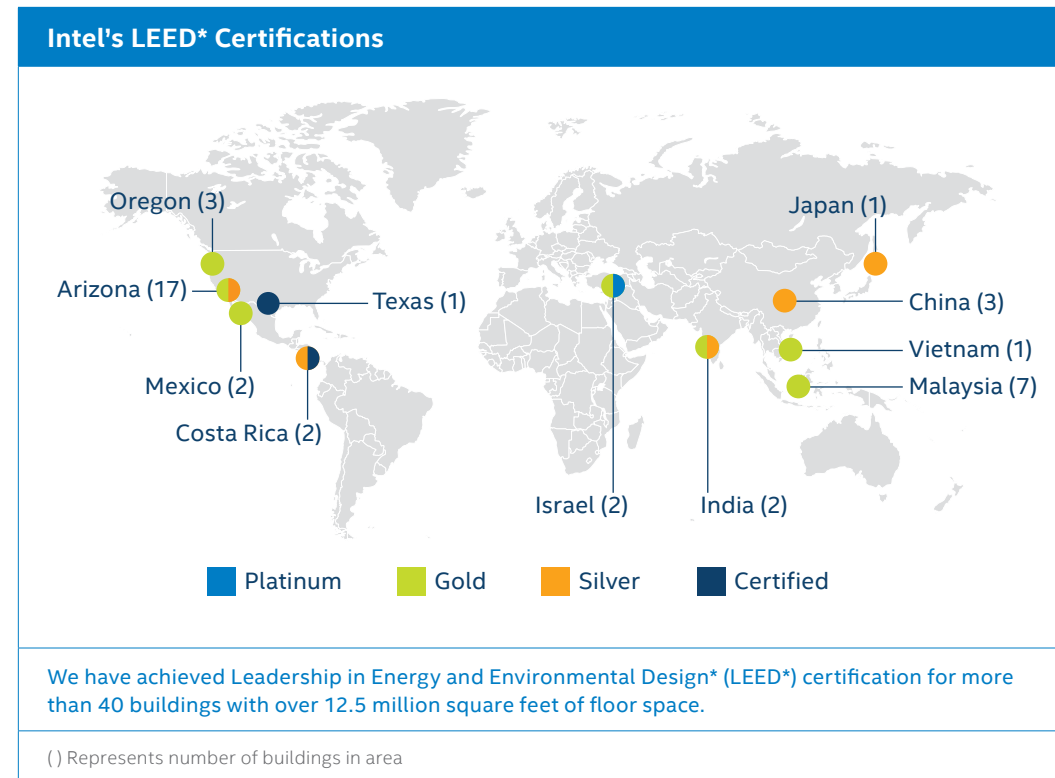 Intel's LEED* Certifications
Oregon (3)
Japan (1)
Arizona (17)
Texas (1)
China (3)
Vietnam (1)
Mexico (2)
Malaysia (7)
Costa Rica (2)
Israel (2)
India (2)
Platinum
Gold
Silver
Certified
We have achieved Leadership in Energy and Environmental Design* (LEED*) certification for more
than 40 buildings with over 12.5 million square feet of floor space.
( ) Represents number of buildings in area